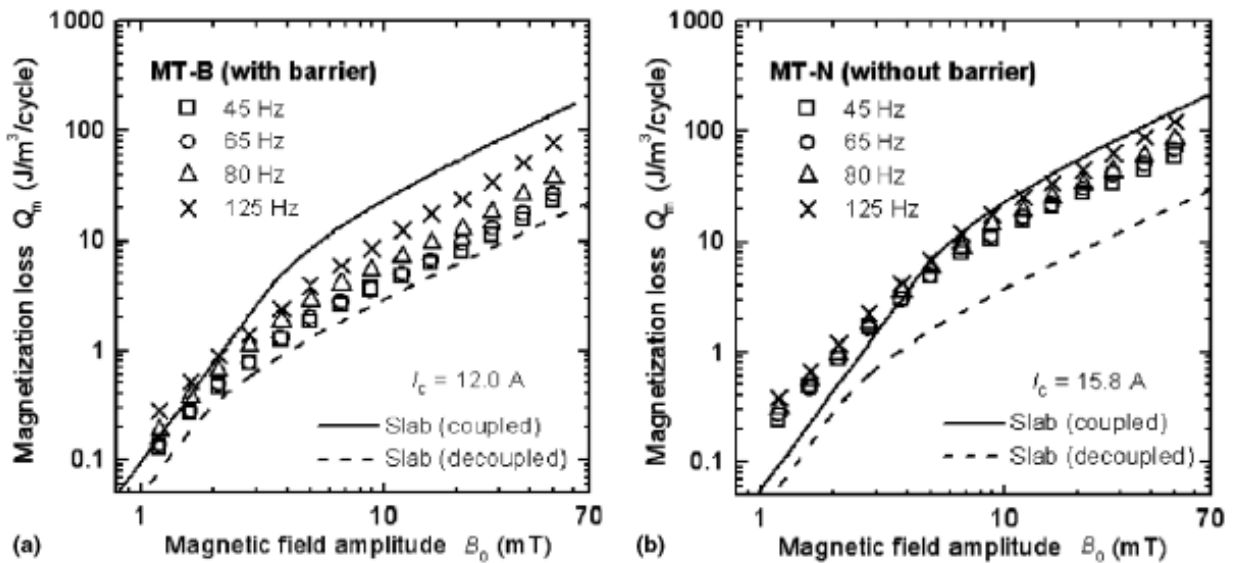 1000
100
10
1
0.1
Magnetization loss Qm (J/m³/cycle)
MT-B (with barrier)
45 Hz
65 Hz
80 Hz
125 Hz
Ic = 12.0 A
Slab (coupled)
Slab (decoupled)
1 10 70
(a) Magnetic field amplitude B0 (mT)
1000
100
10
1
0.1
Magnetization loss Qm (J/m³/cycle)
MT-N (without barrier)
45 Hz
65 Hz
80 Hz
125 Hz
Ic = 15.8 A
Slab (coupled)
Slab (decoupled)
1 10 70
(b) Magnetic field amplitude B0 (mT)